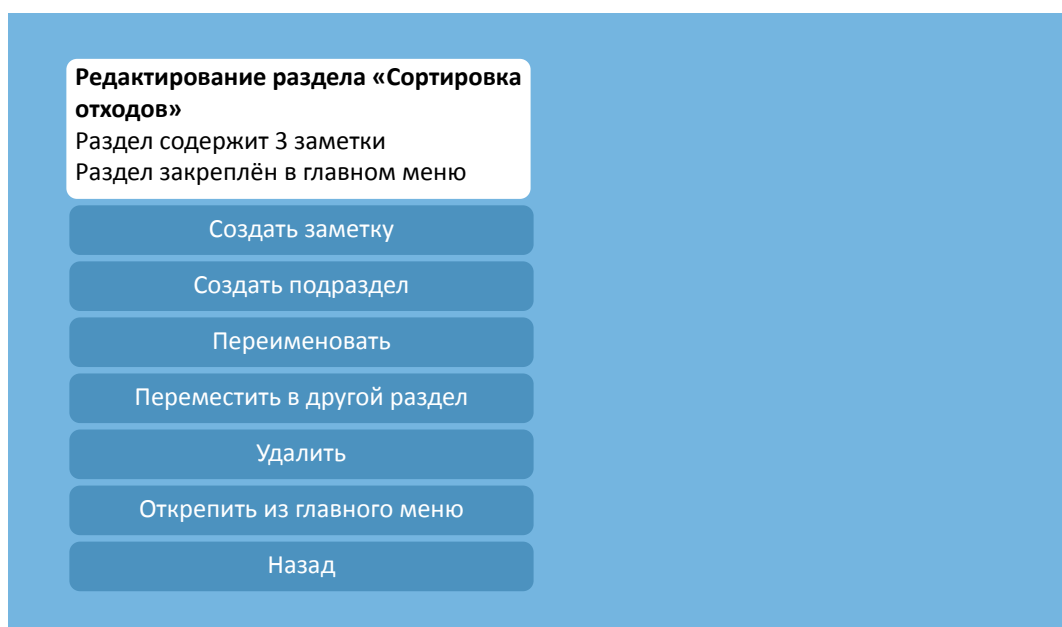 Редактирование раздела «Сортировка
отходов»
Раздел содержит 3 заметки
Раздел закреплён в главном меню
Создать заметку
Создать подраздел
Переименовать
Переместить в другой раздел
Удалить
Открепить из главного меню
Назад